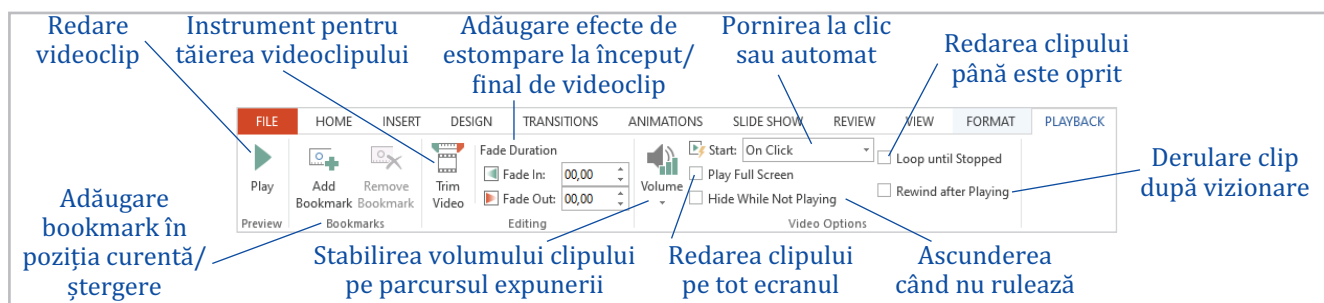 Redare
videoclip
Instrument pentru
tăierea videoclipului
Adăugare efecte de
estompare la început/
final de videoclip
Pornirea la clic
sau automat
Redarea clipului
până este oprit
FILE HOME INSERT DESIGN TRANSITIONS ANIMATIONS SLIDE SHOW REVIEW VIEW FORMAT PLAYBACK
Play
Preview
Add
Bookmark
Remove
Bookmark
Bookmarks
Trim
Video
Fade Duration
Fade In: 00,00
Fade Out: 00,00
Editing
Volume
Start: On Click
Play Full Screen
Hide While Not Playing
Loop until Stopped
Rewind after Playing
Video Options
Derulare clip
după vizionare
Adăugare
bookmark în
poziția curentă/
ștergere
Stabilirea volumului clipului
pe parcursul expunerii
Redarea clipului
pe tot ecranul
Ascunderea
când nu rulează